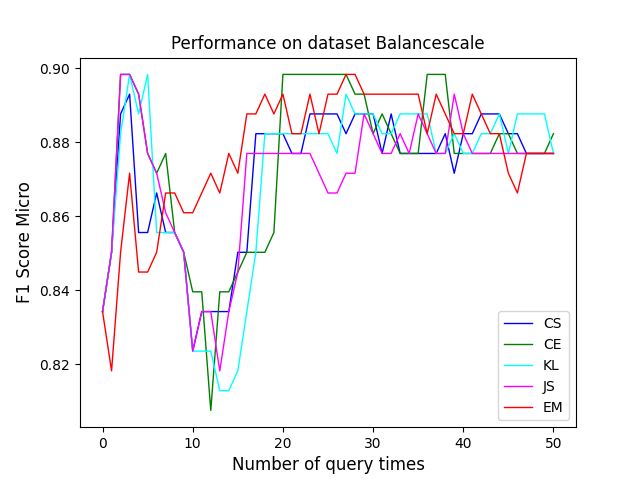 Performance on dataset Balancescale
F1 Score Micro
0.90
0.88
0.86
0.84
0.82
0
10
20
30
40
50
Number of query times
CS
CE
KL
JS
EM